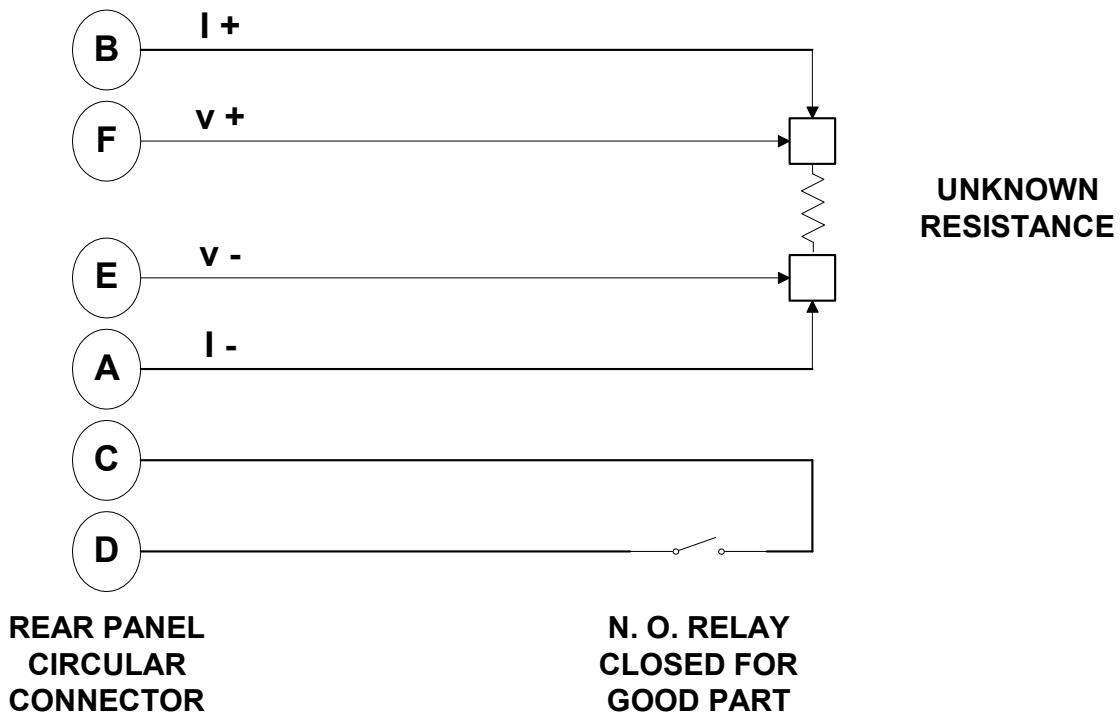 B
I +
F
v +
UNKNOWN
RESISTANCE
E
v -
A
I -
C
D
REAR PANEL
CIRCULAR
CONNECTOR
N. O. RELAY
CLOSED FOR
GOOD PART